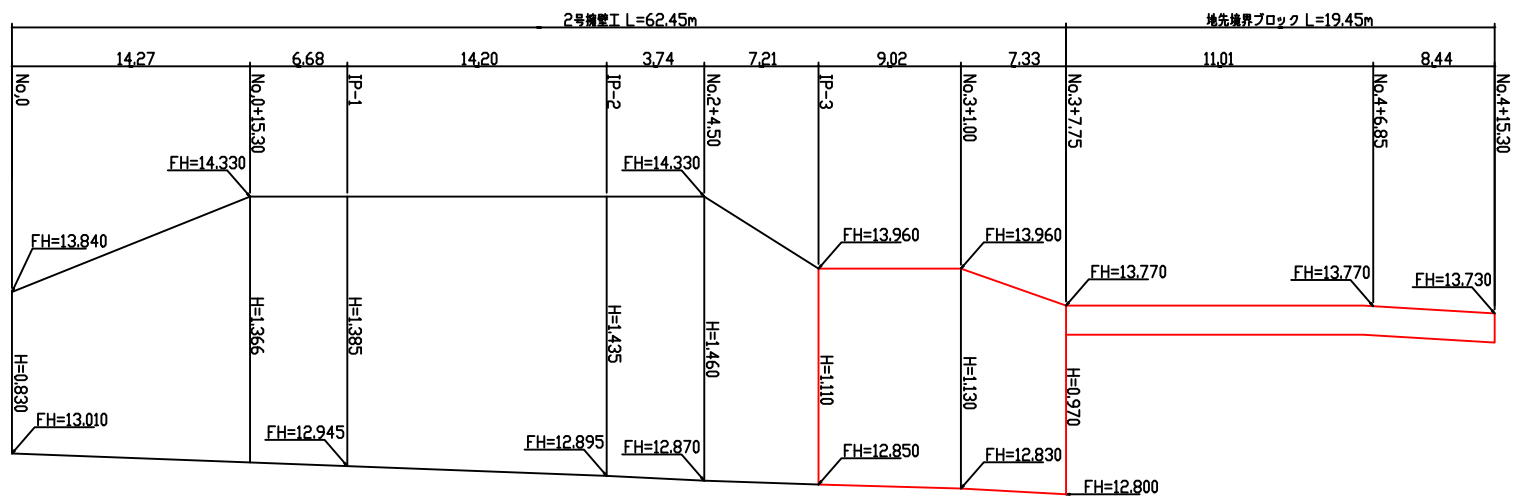 2号擁壁工 L=62.45m
地先境界ブロック L=19.45m
14.27
6.68
14.20
3.74
7.21
9.02
7.33
11.01
8.44
No.0
No.0+15.30
IP-1
IP-2
No.2+4.50
IP-3
No.3+1.00
No.3+7.75
No.4+6.85
No.4+15.30
FH=14.330
FH=14.330
FH=13.840
FH=13.960
FH=13.960
FH=13.770
FH=13.770
FH=13.730
H=0.830
H=1.366
H=1.385
H=1.435
H=1.460
H=1.110
H=1.130
H=0.970
FH=13.010
FH=12.945
FH=12.895
FH=12.870
FH=12.850
FH=12.830
FH=12.800